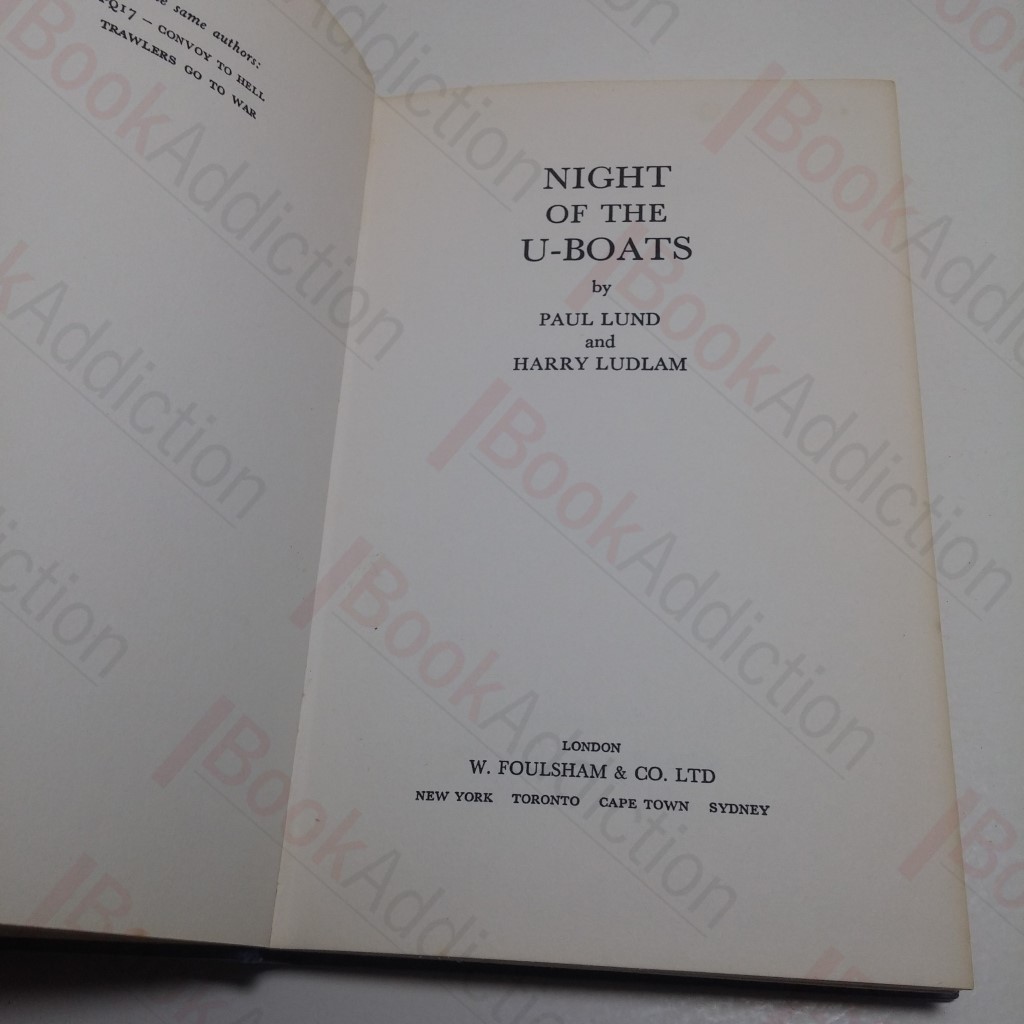 same authors:
PQ17 – CONVOY TO HELL
TRAWLERS GO TO WAR
NIGHT
OF THE
U-BOATS
by
PAUL LUND
and
HARRY LUDLAM
LONDON
W. FOULSHAM & CO. LTD
NEW YORK TORONTO CAPE TOWN SYDNEY
BookAddiction